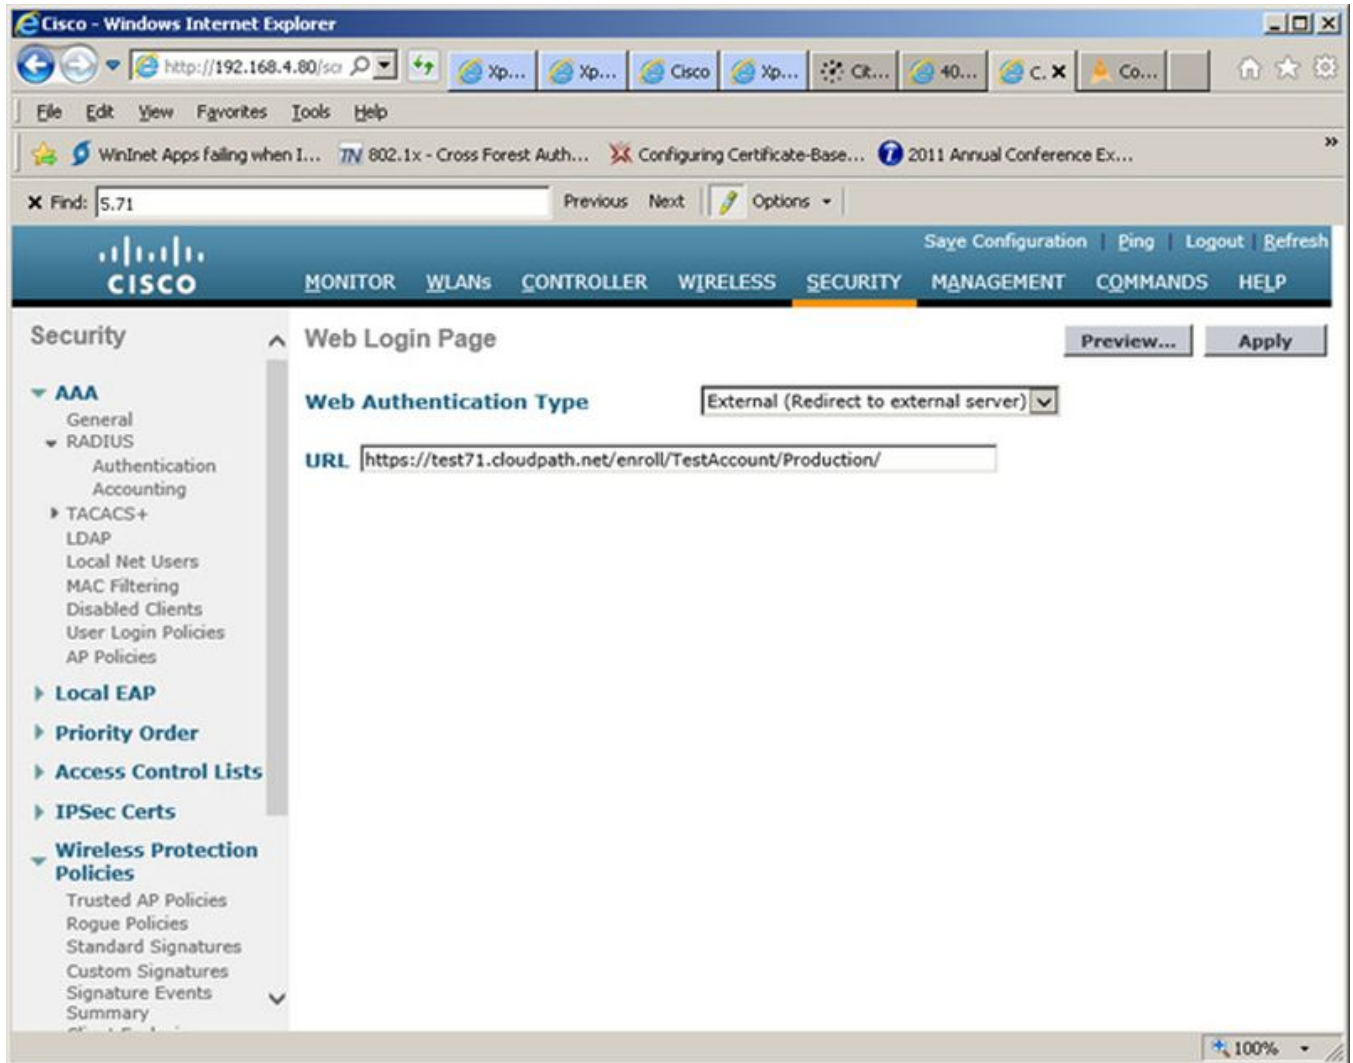 Cisco - Windows Internet Explorer
http://192.168.4.80/scr
Xp...
Xp...
Cisco
Xp...
Cit...
40...
C.
Co...
File Edit View Favorites Tools Help
WinInet Apps failing when I...
802.1x - Cross Forest Auth...
Configuring Certificate-Base...
2011 Annual Conference Ex...
»
Find: 5.71 Previous Next Options
Save Configuration | Ping | Logout | Refresh
CISCO
MONITOR WLANs CONTROLLER WIRELESS SECURITY MANAGEMENT COMMANDS HELP
Security
AAA
General
RADIUS
Authentication
Accounting
TACACS+
LDAP
Local Net Users
MAC Filtering
Disabled Clients
User Login Policies
AP Policies
Local EAP
Priority Order
Access Control Lists
IPSec Certs
Wireless Protection
Policies
Trusted AP Policies
Rogue Policies
Standard Signatures
Custom Signatures
Signature Events
Summary
Web Login Page
Preview... Apply
Web Authentication Type External (Redirect to external server)
URL https://test71.cloudpath.net/enroll/TestAccount/Production/
100%